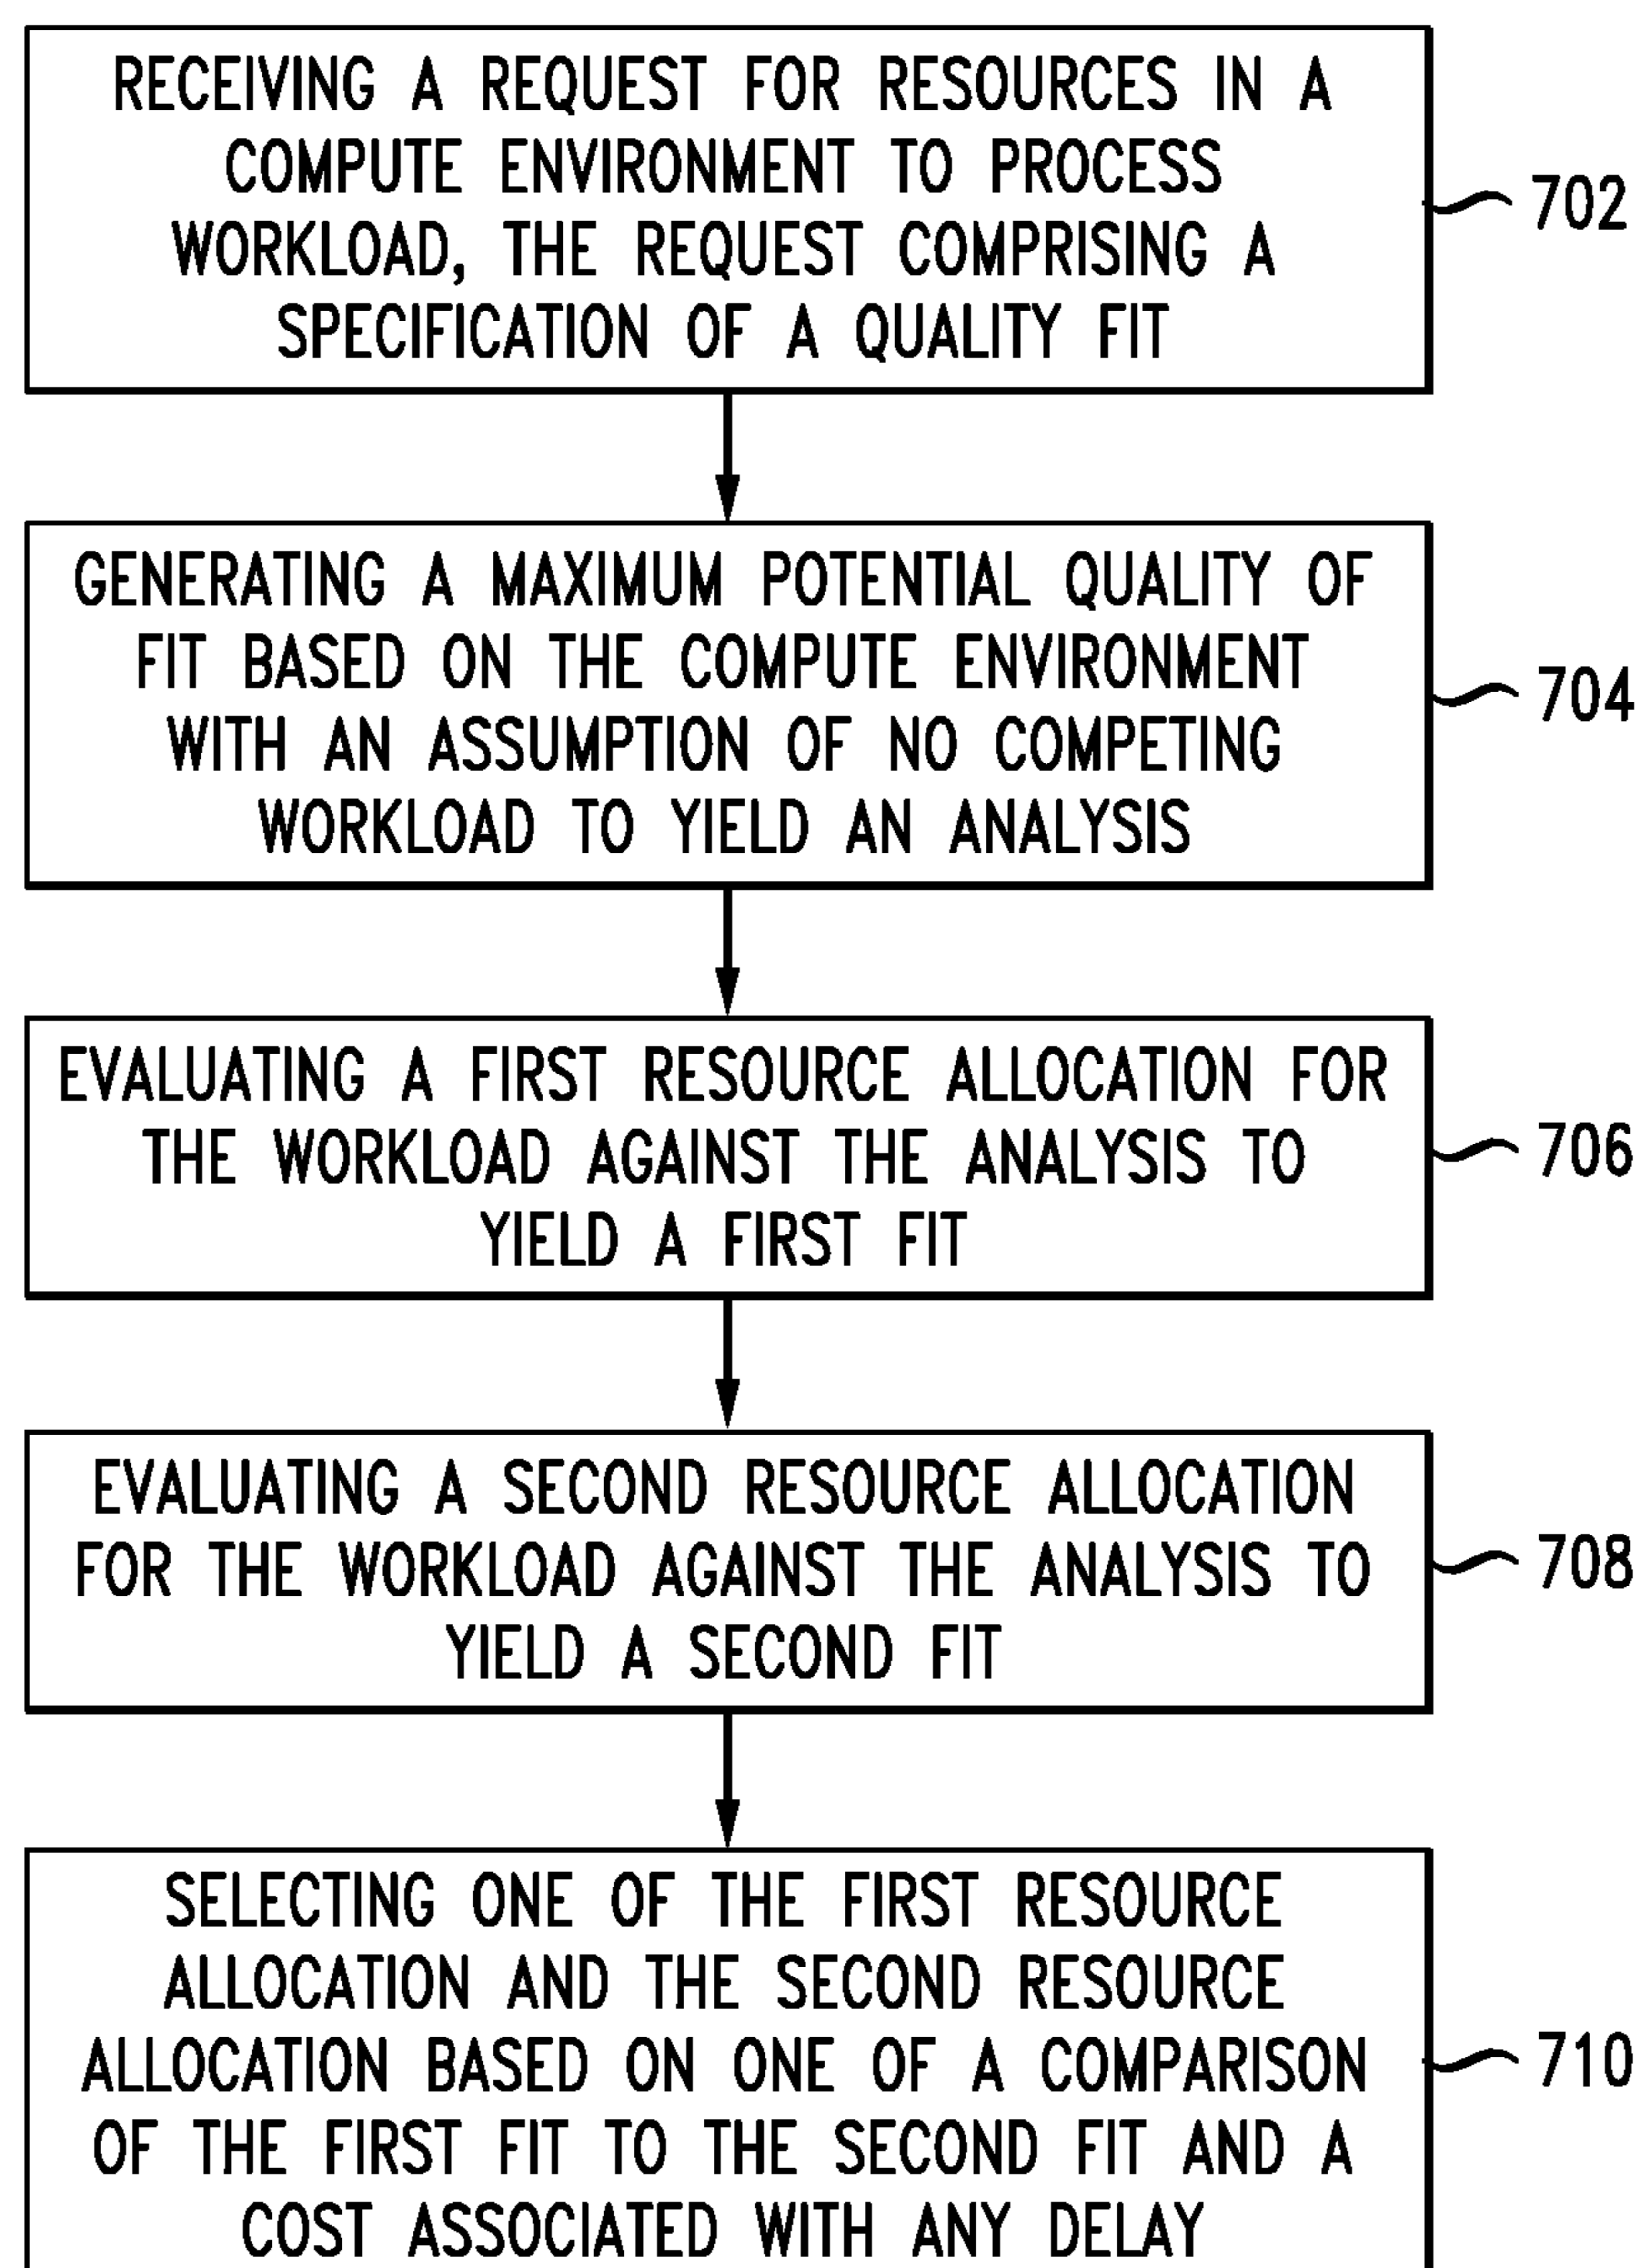 RECEIVING A REQUEST FOR RESOURCES IN A
COMPUTE ENVIRONMENT TO PROCESS
WORKLOAD, THE REQUEST COMPRISING A
SPECIFICATION OF A QUALITY FIT
702
GENERATING A MAXIMUM POTENTIAL QUALITY OF
FIT BASED ON THE COMPUTE ENVIRONMENT
WITH AN ASSUMPTION OF NO COMPETING
WORKLOAD TO YIELD AN ANALYSIS
704
EVALUATING A FIRST RESOURCE ALLOCATION FOR
THE WORKLOAD AGAINST THE ANALYSIS TO
YIELD A FIRST FIT
706
EVALUATING A SECOND RESOURCE ALLOCATION
FOR THE WORKLOAD AGAINST THE ANALYSIS TO
YIELD A SECOND FIT
708
SELECTING ONE OF THE FIRST RESOURCE
ALLOCATION AND THE SECOND RESOURCE
ALLOCATION BASED ON ONE OF A COMPARISON
OF THE FIRST FIT TO THE SECOND FIT AND A
COST ASSOCIATED WITH ANY DELAY
710